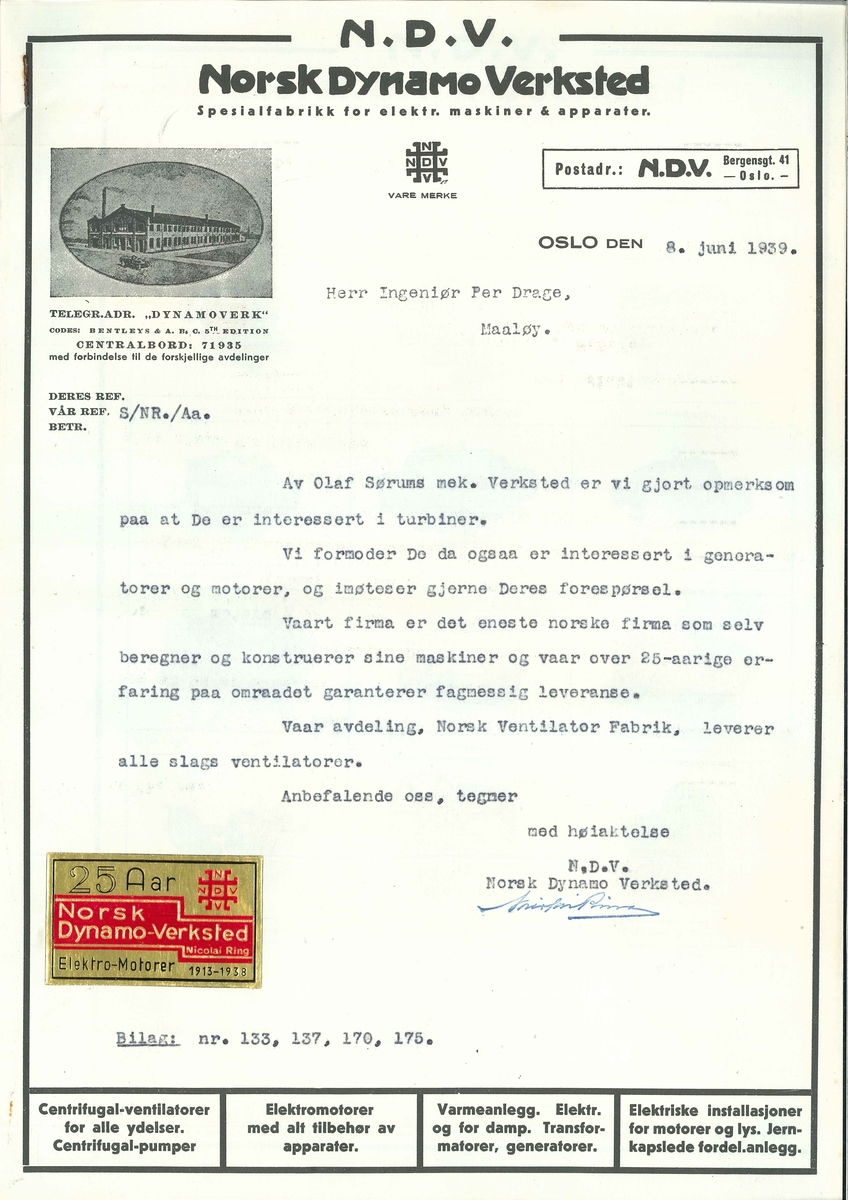 N.D.V.
Norsk Dynamo Verksted
Spesialfabrikk for elektr. maskiner & apparater.
N
NDV
V
VARE MERKE
Postadr.: N.D.V. Bergensgt. 41
— Oslo. —
OSLO DEN 8. juni 1939.
Herr Ingeniør Per Drage,
Maaløy.
TELEGR.ADR. „DYNAMOVERK“
CODES: BENTLEYS & A. B. C. 5TH EDITION
CENTRALBORD: 71935
med forbindelse til de forskjellige avdelinger
DERES REF.
VÅR REF. S/NR./Aa.
BETR.
Av Olaf Sørums mek. Verksted er vi gjort opmerksom
paa at De er interessert i turbiner.
Vi formoder De da ogsaa er interessert i genera-
torer og motorer, og imøteser gjerne Deres forespørsel.
Vaart firma er det eneste norske firma som selv
beregner og konstruerer sine maskiner og vaar over 25-aarige er-
faring paa omraadet garanterer fagmessig leveranse.
Vaar avdeling, Norsk Ventilator Fabrik, leverer
alle slags ventilatorer.
Anbefalende oss, tegner
med høiaktelse
N.D.V.
Norsk Dynamo Verksted.
25 Aar
N
NDV
V
Norsk
Dynamo-Verksted
Nicolai Ring
Elektro-Motorer 1913-1938
Bilag: nr. 133, 137, 170, 175.
Centrifugal-ventilatorer
for alle ydelser.
Centrifugal-pumper
Elektromotorer
med alt tilbehør av
apparater.
Varmeanlegg. Elektr.
og for damp. Transfor-
matorer, generatorer.
Elektriske installasjoner
for motorer og lys. Jern-
kapslede fordel.anlegg.